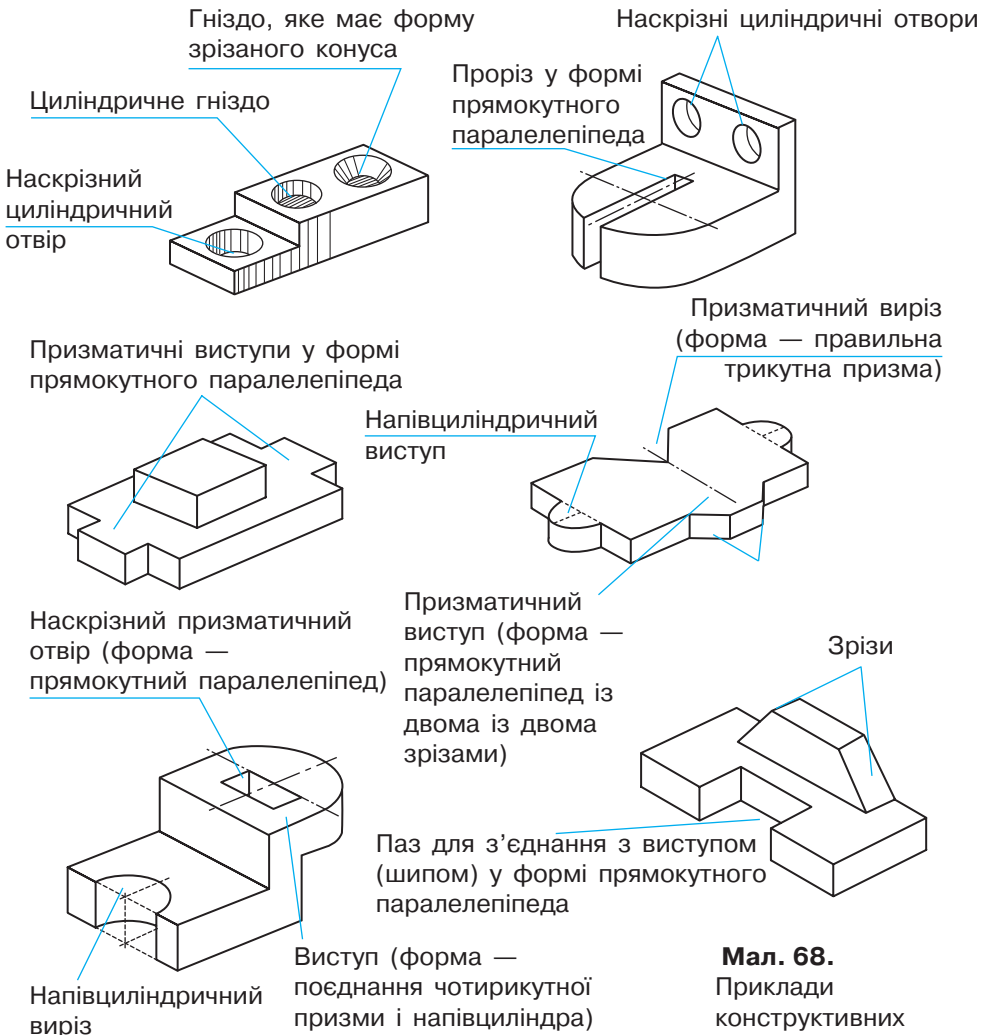 Гніздо, яке має форму
зрізаного конуса
Наскрізні циліндричні отвори
Циліндричне гніздо
Проріз у формі
прямокутного
паралелепіпеда
Наскрізний
циліндричний
отвір
Призматичний виріз
(форма — правильна
трикутна призма)
Призматичні виступи у формі
прямокутного паралелепіпеда
Напівциліндричний
виступ
Призматичний
виступ (форма —
прямокутний
паралелепіпед із
двома із двома
зрізами)
Наскрізний призматичний
отвір (форма —
прямокутний паралелепіпед)
Зрізи
Паз для з’єднання з виступом
(шипом) у формі прямокутного
паралелепіпеда
Напівциліндричний
виріз
Виступ (форма —
поєднання чотирикутної
призми і напівциліндра)
Мал. 68.
Приклади
конструктивних